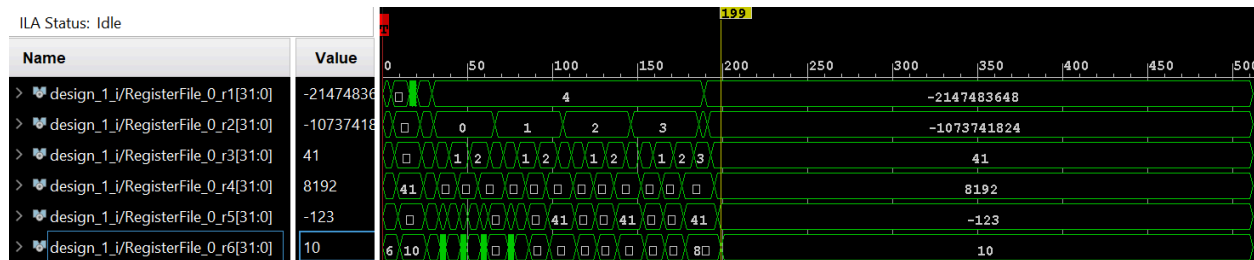 ILA Status: Idle
199
Name Value
0 50 100 150 200 250 300 350 400 450 500
design_1_i/RegisterFile_0_r1[31:0] -21474836 4 -2147483648
design_1_i/RegisterFile_0_r2[31:0] -10737418 0 1 2 3 -1073741824
design_1_i/RegisterFile_0_r3[31:0] 41 1 2 1 2 1 2 1 2 3 41
design_1_i/RegisterFile_0_r4[31:0] 8192 41 8192
design_1_i/RegisterFile_0_r5[31:0] -123 41 41 41 -123
design_1_i/RegisterFile_0_r6[31:0] 10 6 10 8 10